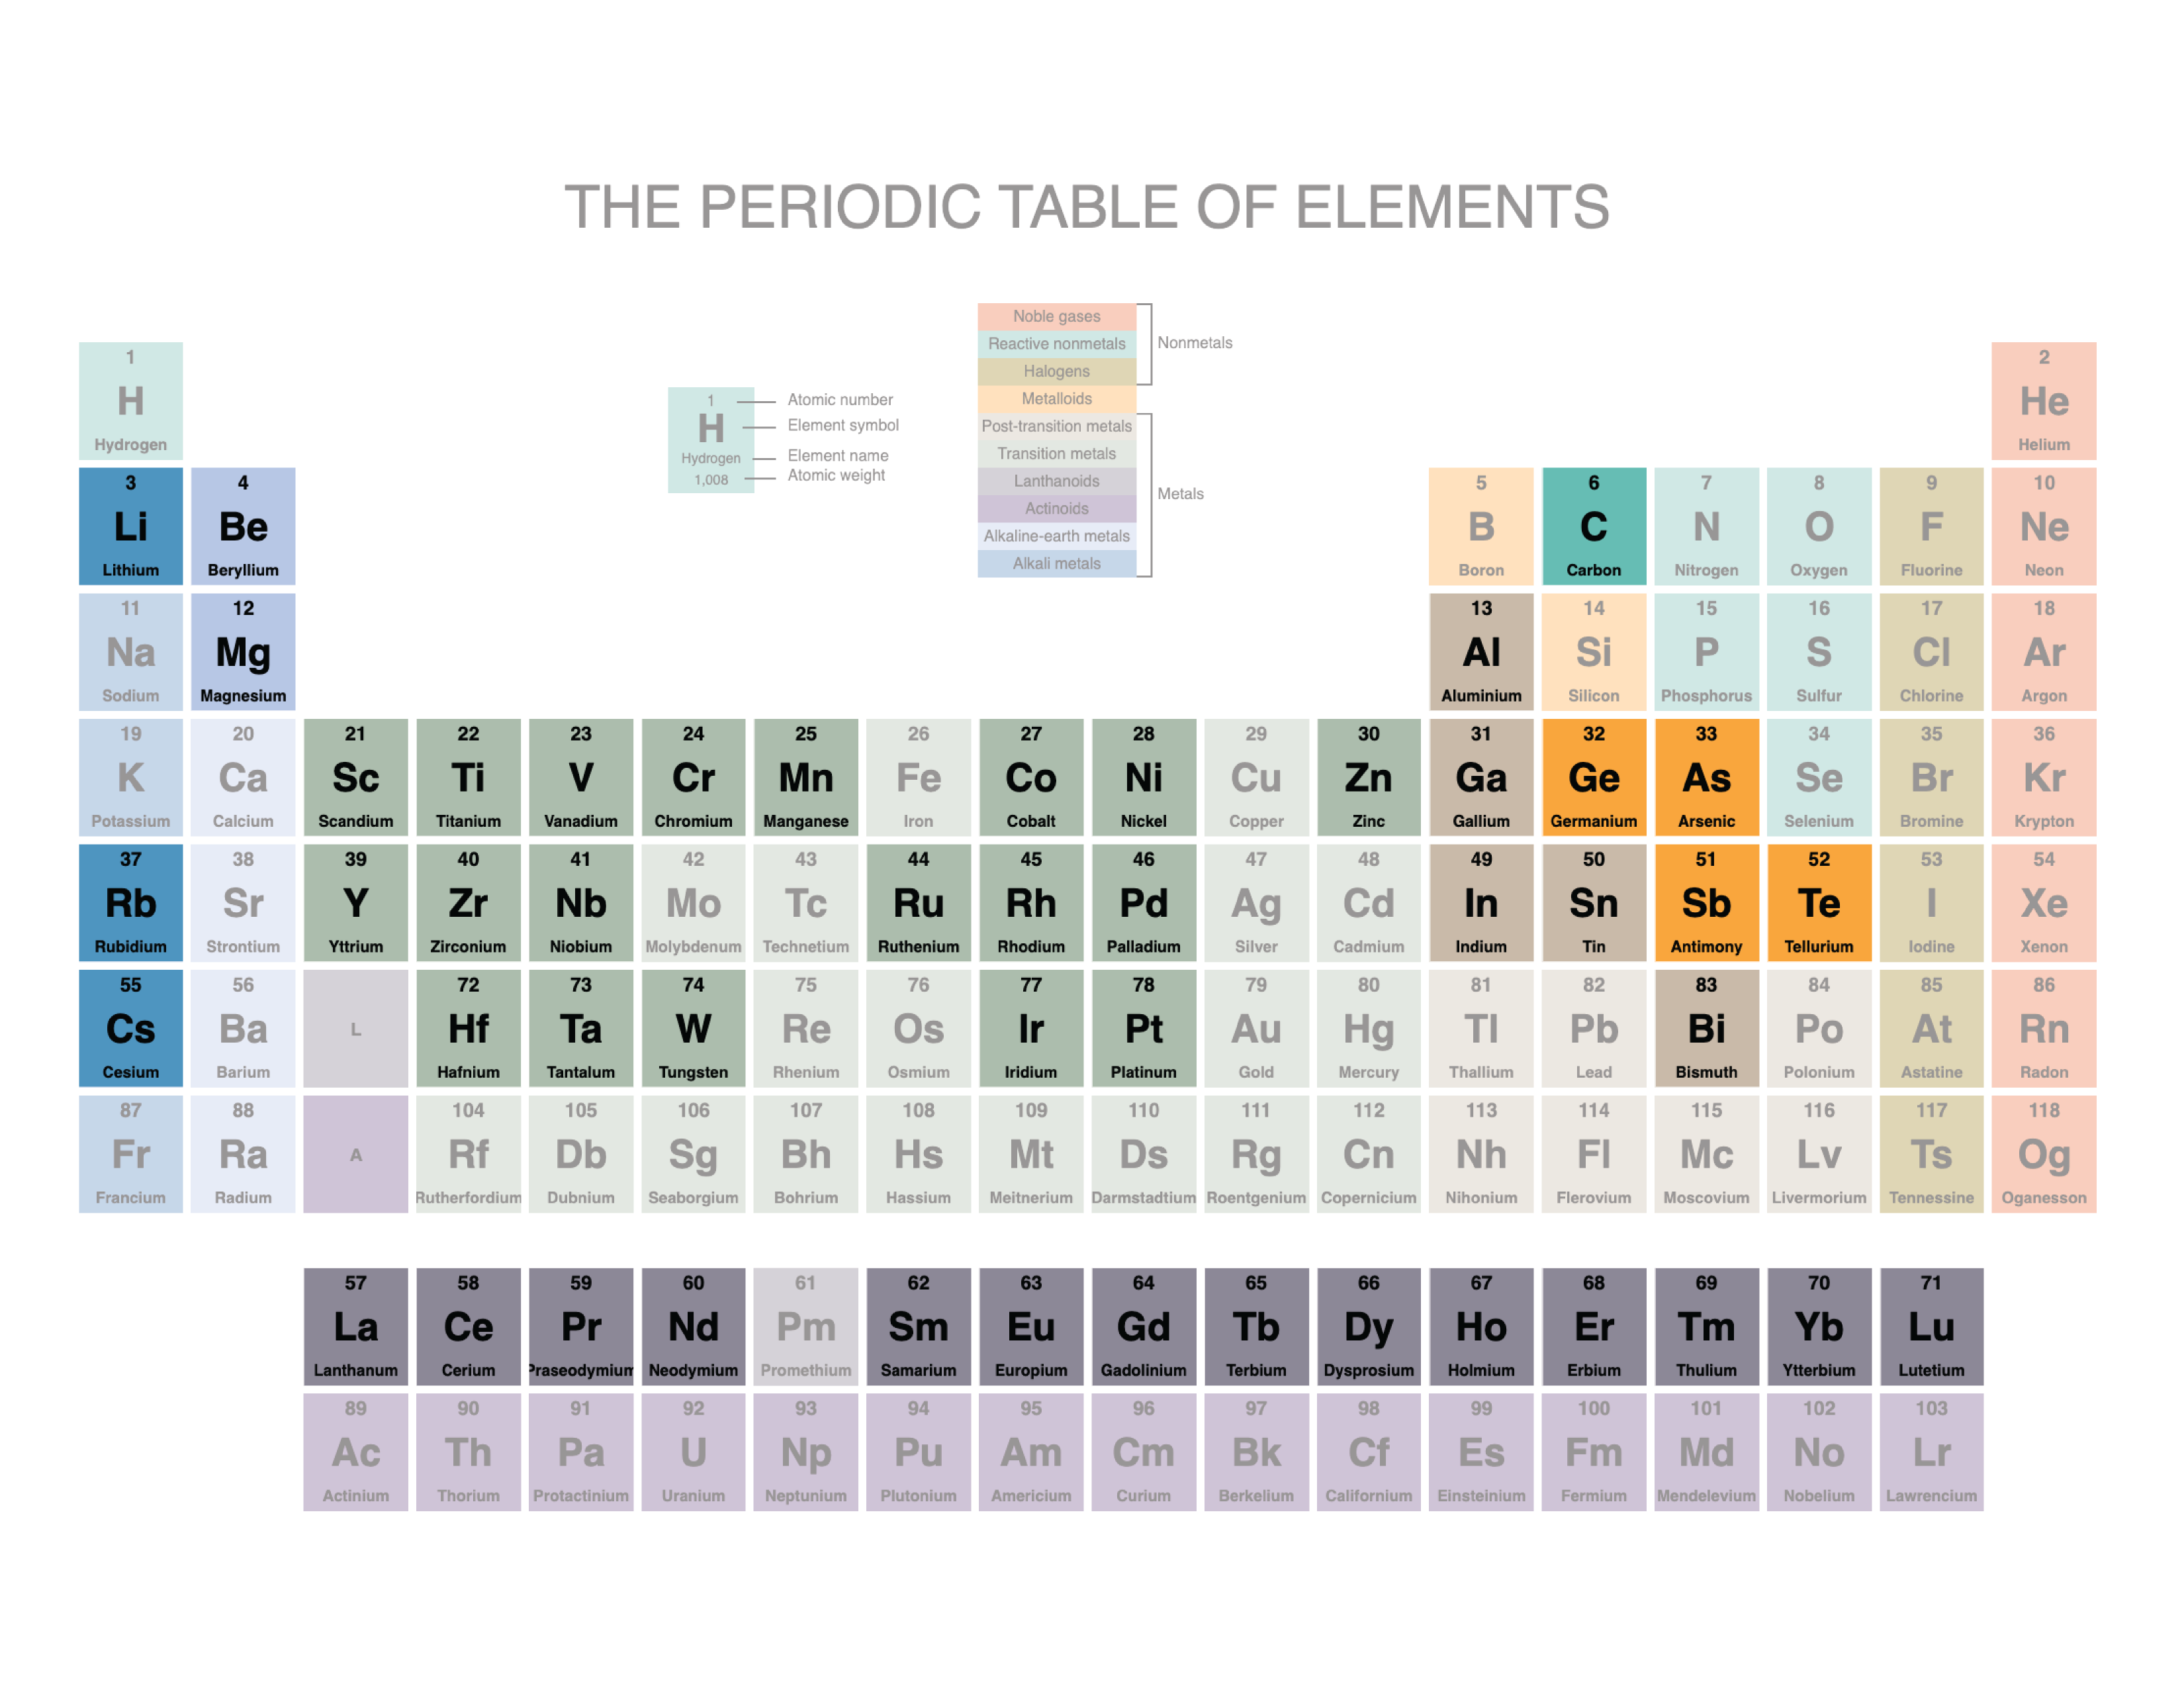 THE PERIODIC TABLE OF ELEMENTS
Noble gases
Reactive nonmetals
Halogens
Metalloids
Post-transition metals
Transition metals
Lanthanoids
Actinoids
Alkaline-earth metals
Alkali metals
Nonmetals
Metals
1
H
Hydrogen
1,008
Atomic number
Element symbol
Element name
Atomic weight
1 2
H He
Hydrogen Helium
3 4 5 6 7 8 9 10
Li Be B C N O F Ne
Lithium Beryllium Boron Carbon Nitrogen Oxygen Fluorine Neon
11 12 13 14 15 16 17 18
Na Mg Al Si P S Cl Ar
Sodium Magnesium Aluminium Silicon Phosphorus Sulfur Chlorine Argon
19 20 21 22 23 24 25 26 27 28 29 30 31 32 33 34 35 36
K Ca Sc Ti V Cr Mn Fe Co Ni Cu Zn Ga Ge As Se Br Kr
Potassium Calcium Scandium Titanium Vanadium Chromium Manganese Iron Cobalt Nickel Copper Zinc Gallium Germanium Arsenic Selenium Bromine Krypton
37 38 39 40 41 42 43 44 45 46 47 48 49 50 51 52 53 54
Rb Sr Y Zr Nb Mo Tc Ru Rh Pd Ag Cd In Sn Sb Te I Xe
Rubidium Strontium Yttrium Zirconium Niobium Molybdenum Technetium Ruthenium Rhodium Palladium Silver Cadmium Indium Tin Antimony Tellurium Iodine Xenon
55 56 72 73 74 75 76 77 78 79 80 81 82 83 84 85 86
Cs Ba L Hf Ta W Re Os Ir Pt Au Hg Tl Pb Bi Po At Rn
Cesium Barium Hafnium Tantalum Tungsten Rhenium Osmium Iridium Platinum Gold Mercury Thallium Lead Bismuth Polonium Astatine Radon
87 88 104 105 106 107 108 109 110 111 112 113 114 115 116 117 118
Fr Ra A Rf Db Sg Bh Hs Mt Ds Rg Cn Nh Fl Mc Lv Ts Og
Francium Radium Rutherfordium Dubnium Seaborgium Bohrium Hassium Meitnerium Darmstadtium Roentgenium Copernicium Nihonium Flerovium Moscovium Livermorium Tennessine Oganesson
57 58 59 60 61 62 63 64 65 66 67 68 69 70 71
La Ce Pr Nd Pm Sm Eu Gd Tb Dy Ho Er Tm Yb Lu
Lanthanum Cerium Praseodymium Neodymium Promethium Samarium Europium Gadolinium Terbium Dysprosium Holmium Erbium Thulium Ytterbium Lutetium
89 90 91 92 93 94 95 96 97 98 99 100 101 102 103
Ac Th Pa U Np Pu Am Cm Bk Cf Es Fm Md No Lr
Actinium Thorium Protactinium Uranium Neptunium Plutonium Americium Curium Berkelium Californium Einsteinium Fermium Mendelevium Nobelium Lawrencium